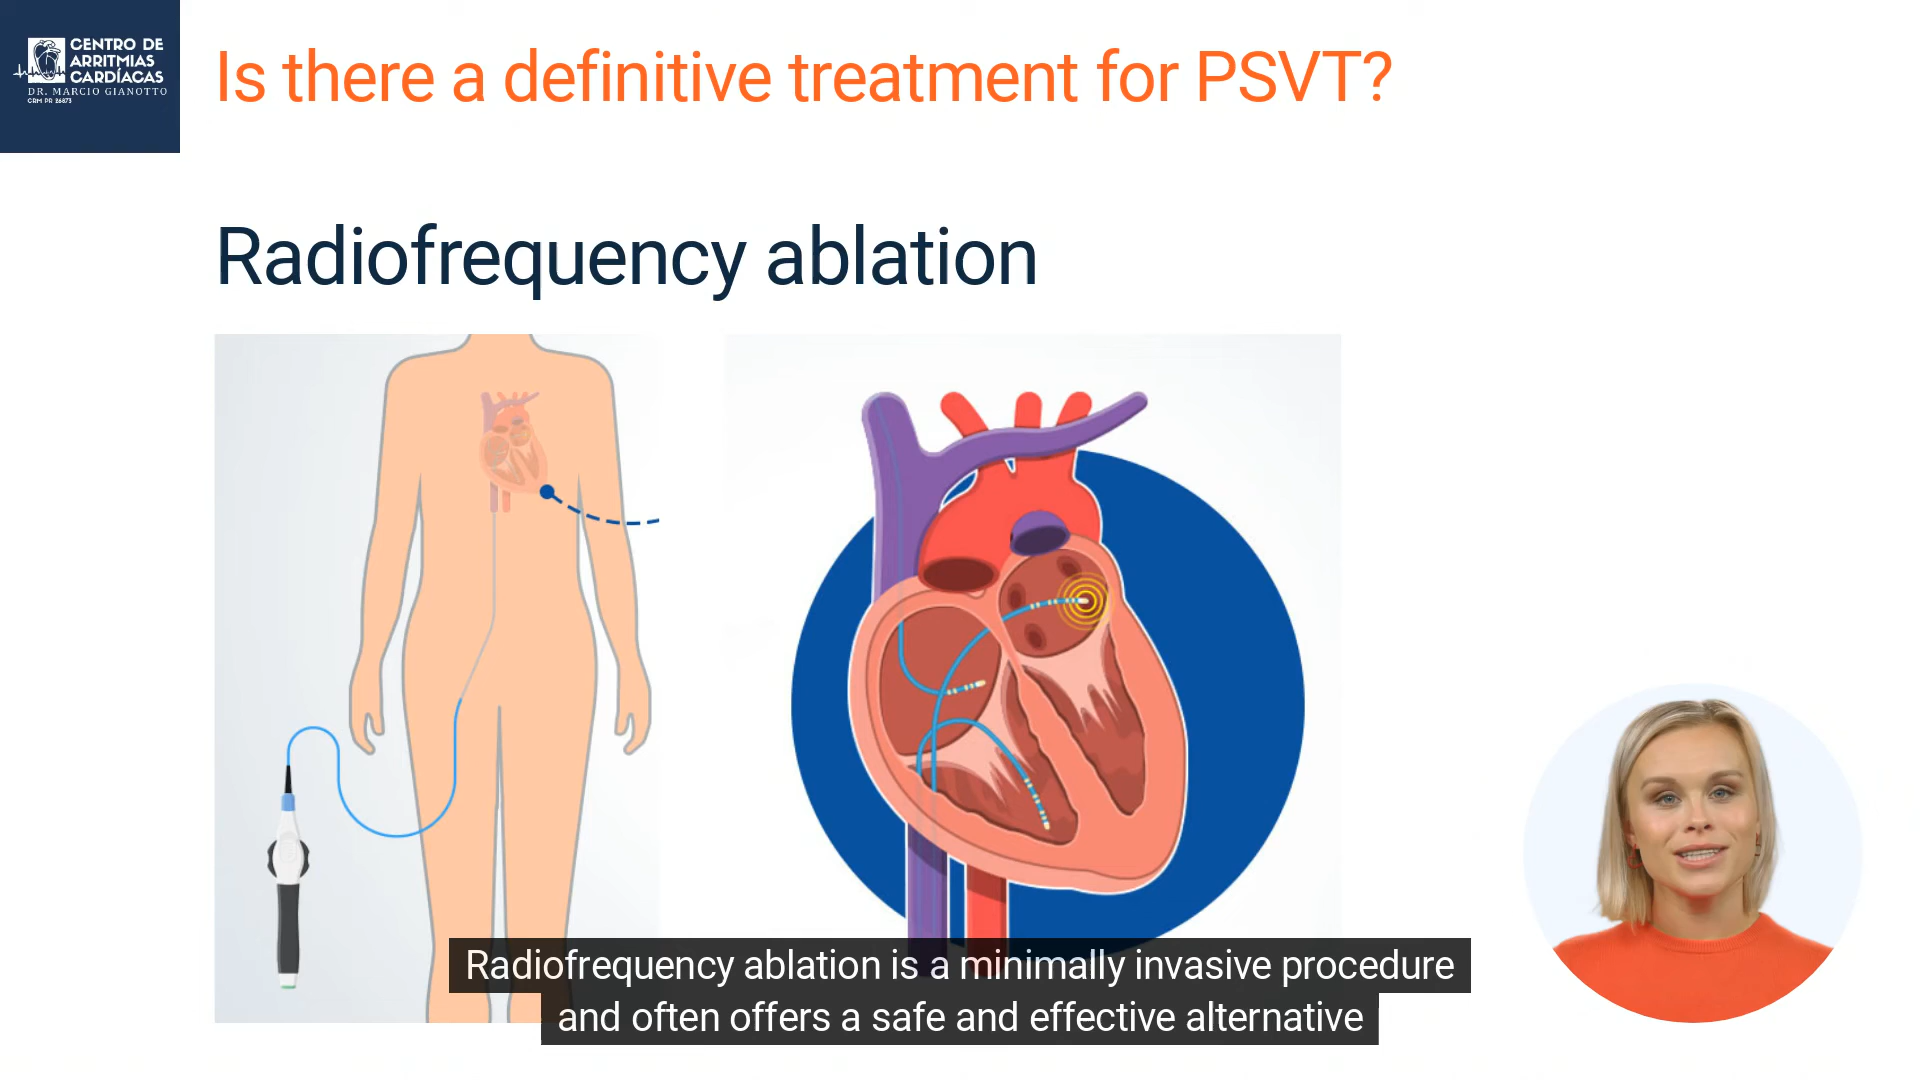 CENTRO DE
ARRITMIAS
CARDÍACAS
DR. MARCIO GIANOTTO
CRM PR 26873
Is there a definitive treatment for PSVT?
Radiofrequency ablation
Radiofrequency ablation is a minimally invasive procedure
and often offers a safe and effective alternative